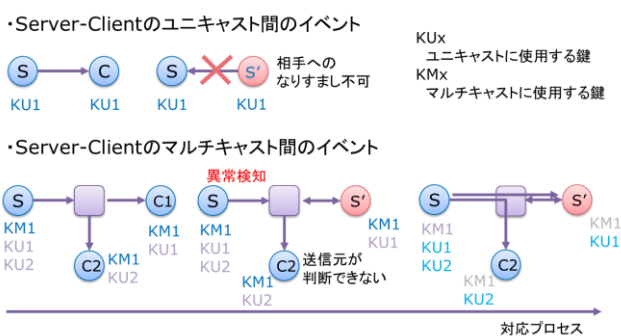 ・Server-Clientのユニキャスト間のイベント
KUx
ユニキャストに使用する鍵
KMx
マルチキャストに使用する鍵
S
C
S
S'
相手への
なりすまし不可
KU1
KU1
KU1
KU1
・Server-Clientのマルチキャスト間のイベント
異常検知
S
C1
S
S'
S
S'
KM1
KU1
KU2
KM1
KU1
C2
KM1
KU2
KM1
KU1
KU2
KM1
KU1
C2
送信元が
判断できない
KM1
KU2
KM1
KU1
KU2
KM1
KU1
C2
KM1
KU2
対応プロセス